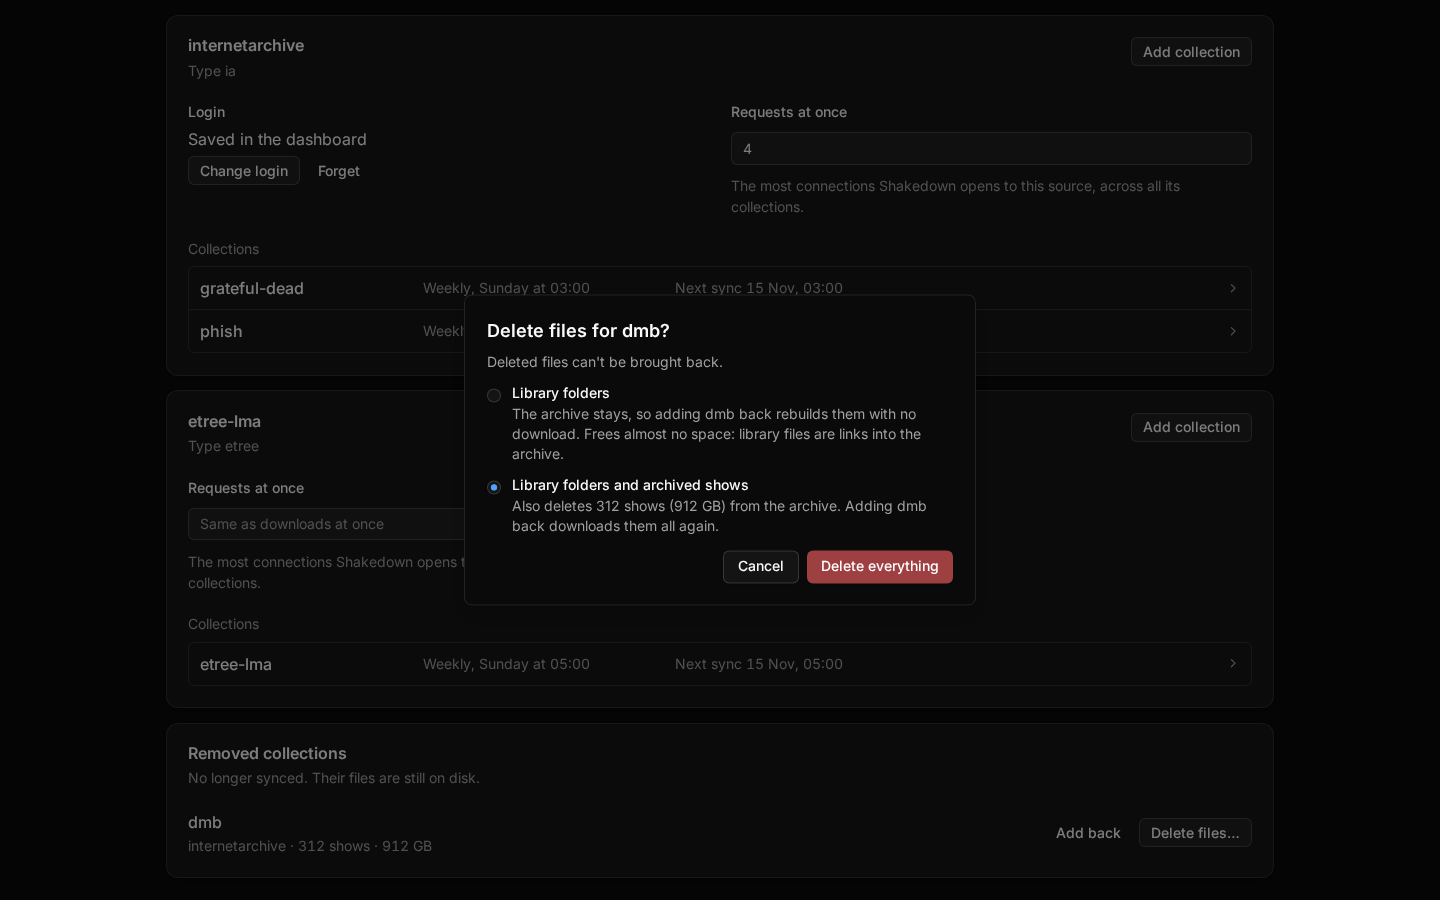 internetarchive
Type ia
Add collection
Login
Saved in the dashboard
Change login
Forget
Requests at once
4
The most connections Shakedown opens to this source, across all its
collections.
Collections
grateful-dead
Weekly, Sunday at 03:00
Next sync 15 Nov, 03:00
phish
Delete files for dmb?
Deleted files can't be brought back.
Library folders
The archive stays, so adding dmb back rebuilds them with no
download. Frees almost no space: library files are links into the
archive.
Library folders and archived shows
Also deletes 312 shows (912 GB) from the archive. Adding dmb
back downloads them all again.
Cancel
Delete everything
etree-lma
Type etree
Add collection
Requests at once
Same as downloads at once
The most connections Shakedown opens
collections.
Collections
etree-lma
Weekly, Sunday at 05:00
Next sync 15 Nov, 05:00
Removed collections
No longer synced. Their files are still on disk.
dmb
internetarchive · 312 shows · 912 GB
Add back
Delete files...